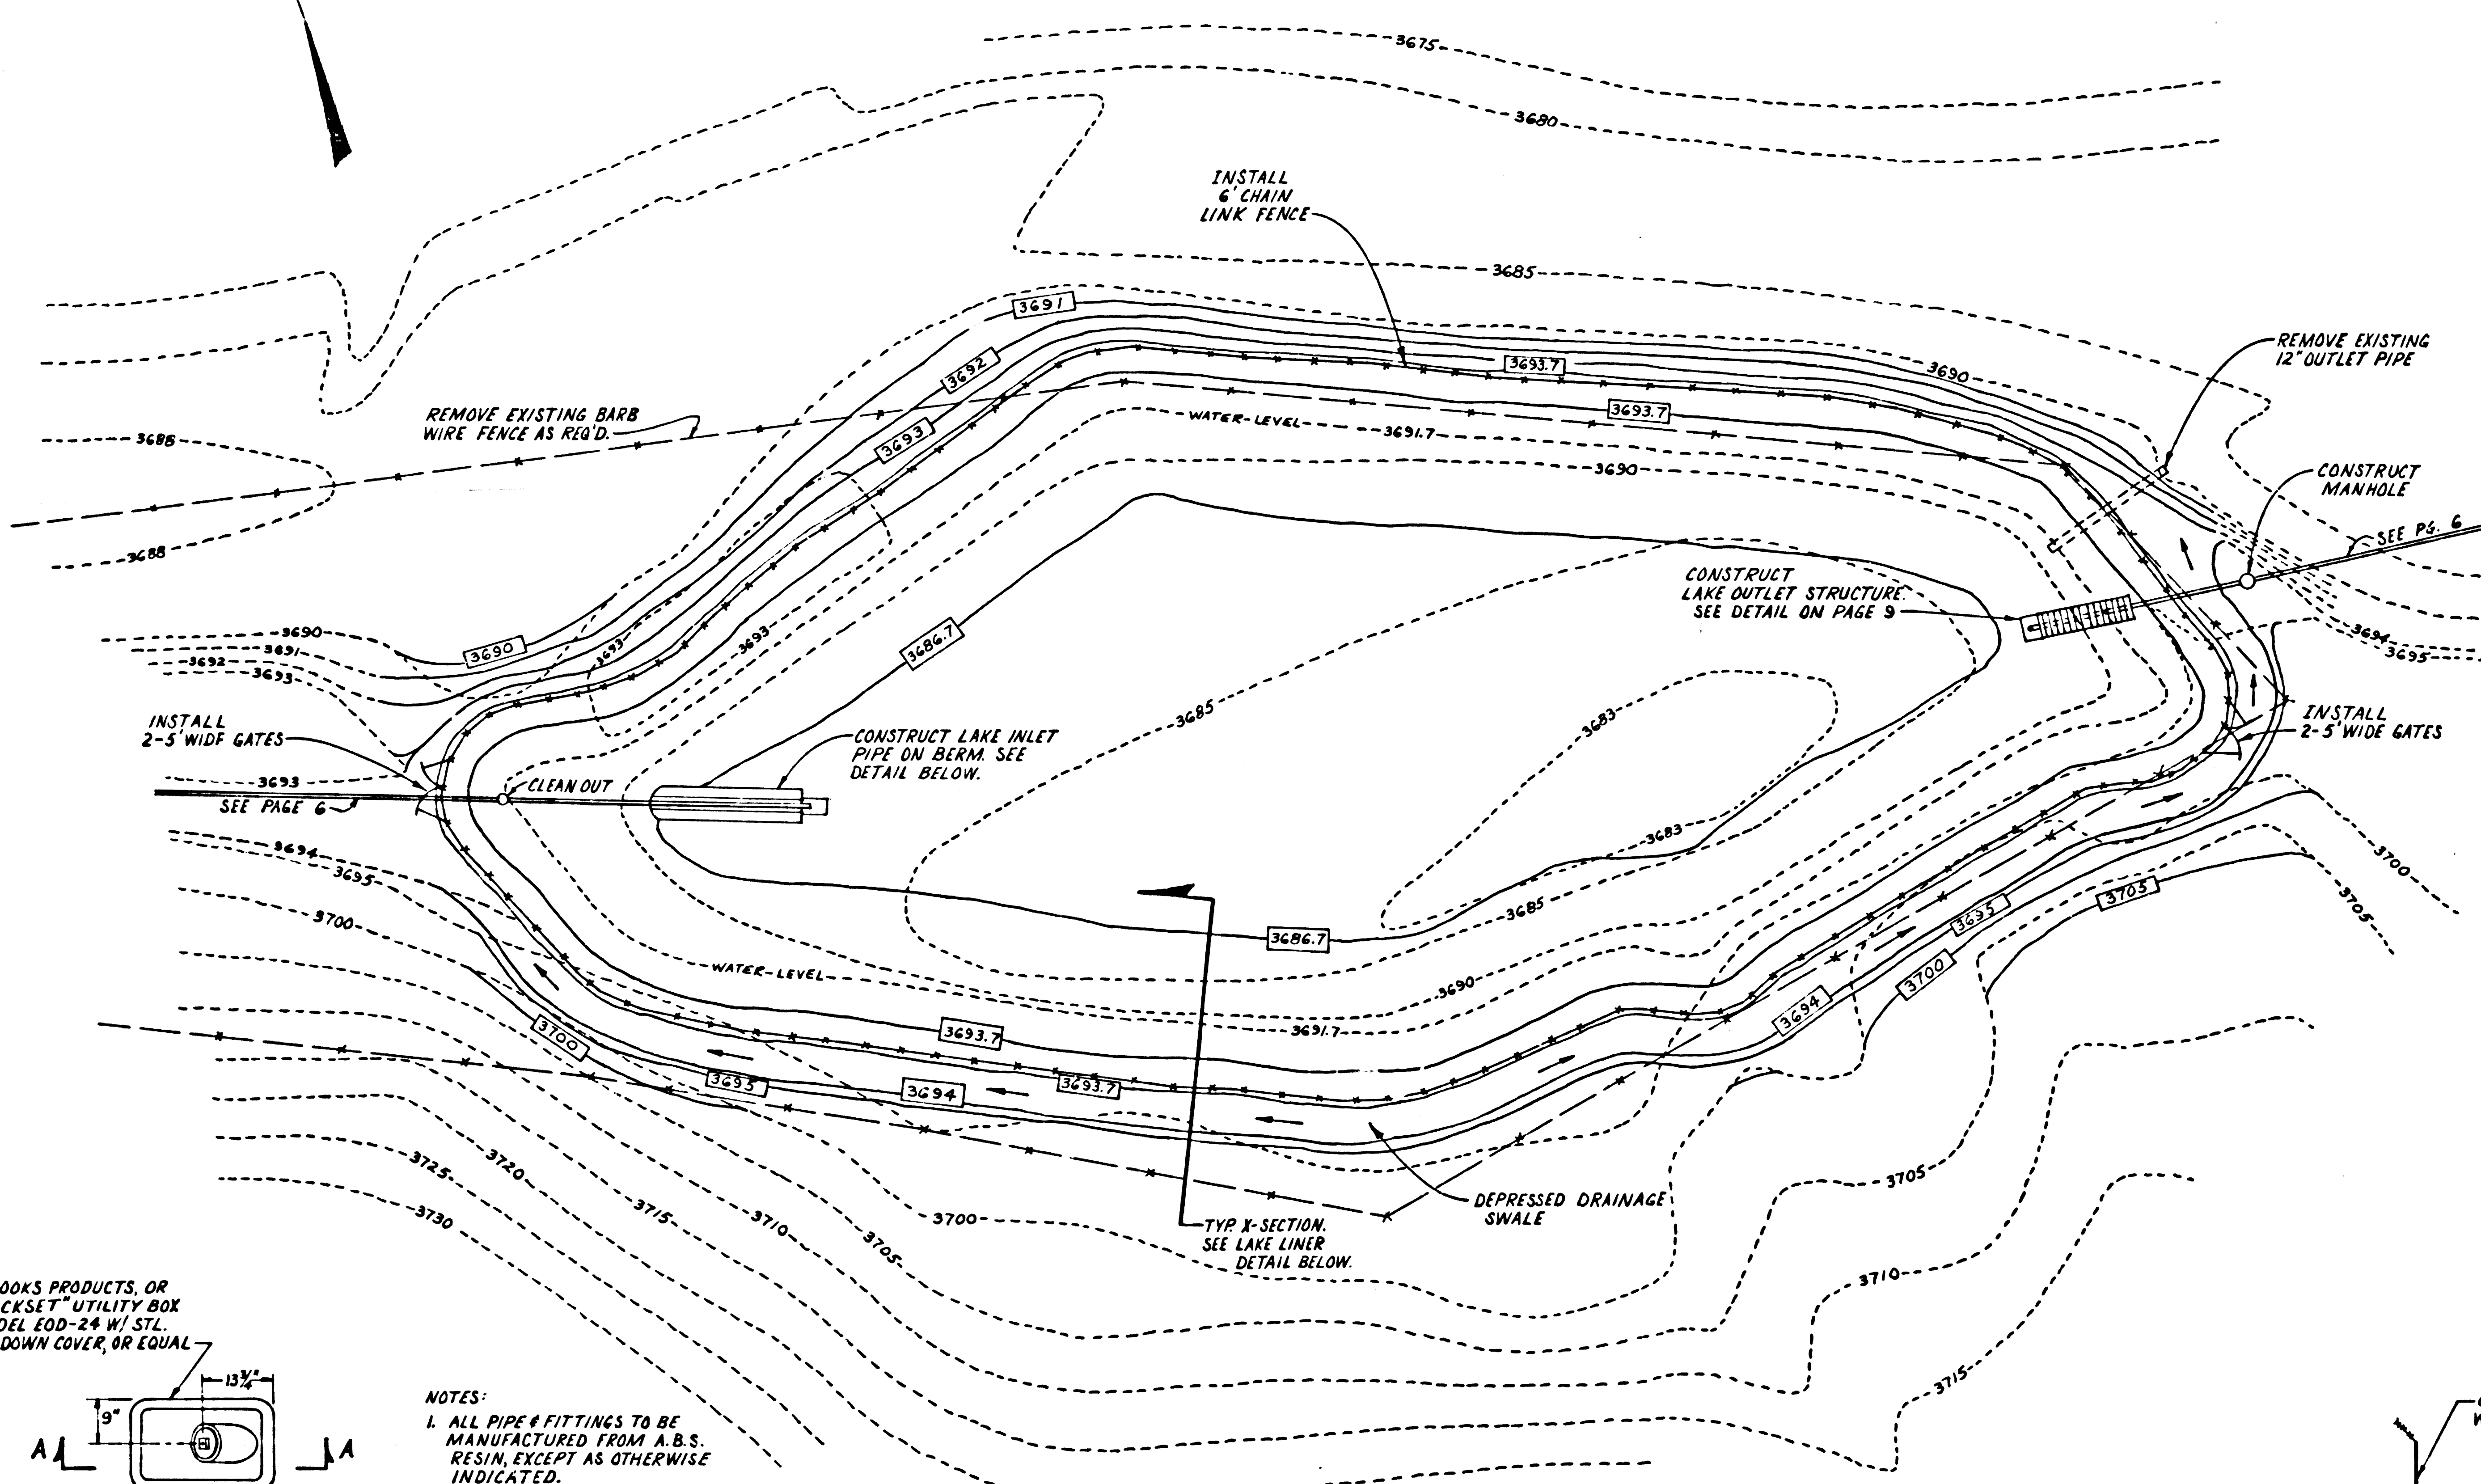 3675
3680
INSTALL
6' CHAIN
LINK FENCE
3685
3691
3692
3693.7
3690
REMOVE EXISTING
12" OUTLET PIPE
REMOVE EXISTING BARB
WIRE FENCE AS REQ'D.
3693
3693.7
WATER-LEVEL
3691.7
3690
3685
3688
CONSTRUCT
MANHOLE
SEE PG. 6
CONSTRUCT
LAKE OUTLET STRUCTURE.
SEE DETAIL ON PAGE 9
3694
3695
3690
3691
3692
3693
3690
3693
3693
3686.7
3685
3683
INSTALL
2-5' WIDE GATES
INSTALL
2-5' WIDE GATES
CONSTRUCT LAKE INLET
PIPE ON BERM. SEE
DETAIL BELOW.
3693
SEE PAGE 6
CLEAN OUT
3683
3694
3695
3700
3685
3686.7
3700
3705
3705
3695
3700
3694
WATER-LEVEL
3690
3691.7
3693.7
3700
3695
3694
3693.7
DEPRESSED DRAINAGE
SWALE
TYP. X-SECTION.
SEE LAKE LINER
DETAIL BELOW.
3725
3720
3730
3715
3710
3705
3700
3705
3710
3715
OOKS PRODUCTS, OR
CKSET" UTILITY BOX
DEL EOD-24 W/ STL.
DOWN COVER, OR EQUAL
13 3/4"
9"
A
A
NOTES:
1. ALL PIPE & FITTINGS TO BE
MANUFACTURED FROM A.B.S.
RESIN, EXCEPT AS OTHERWISE
INDICATED.